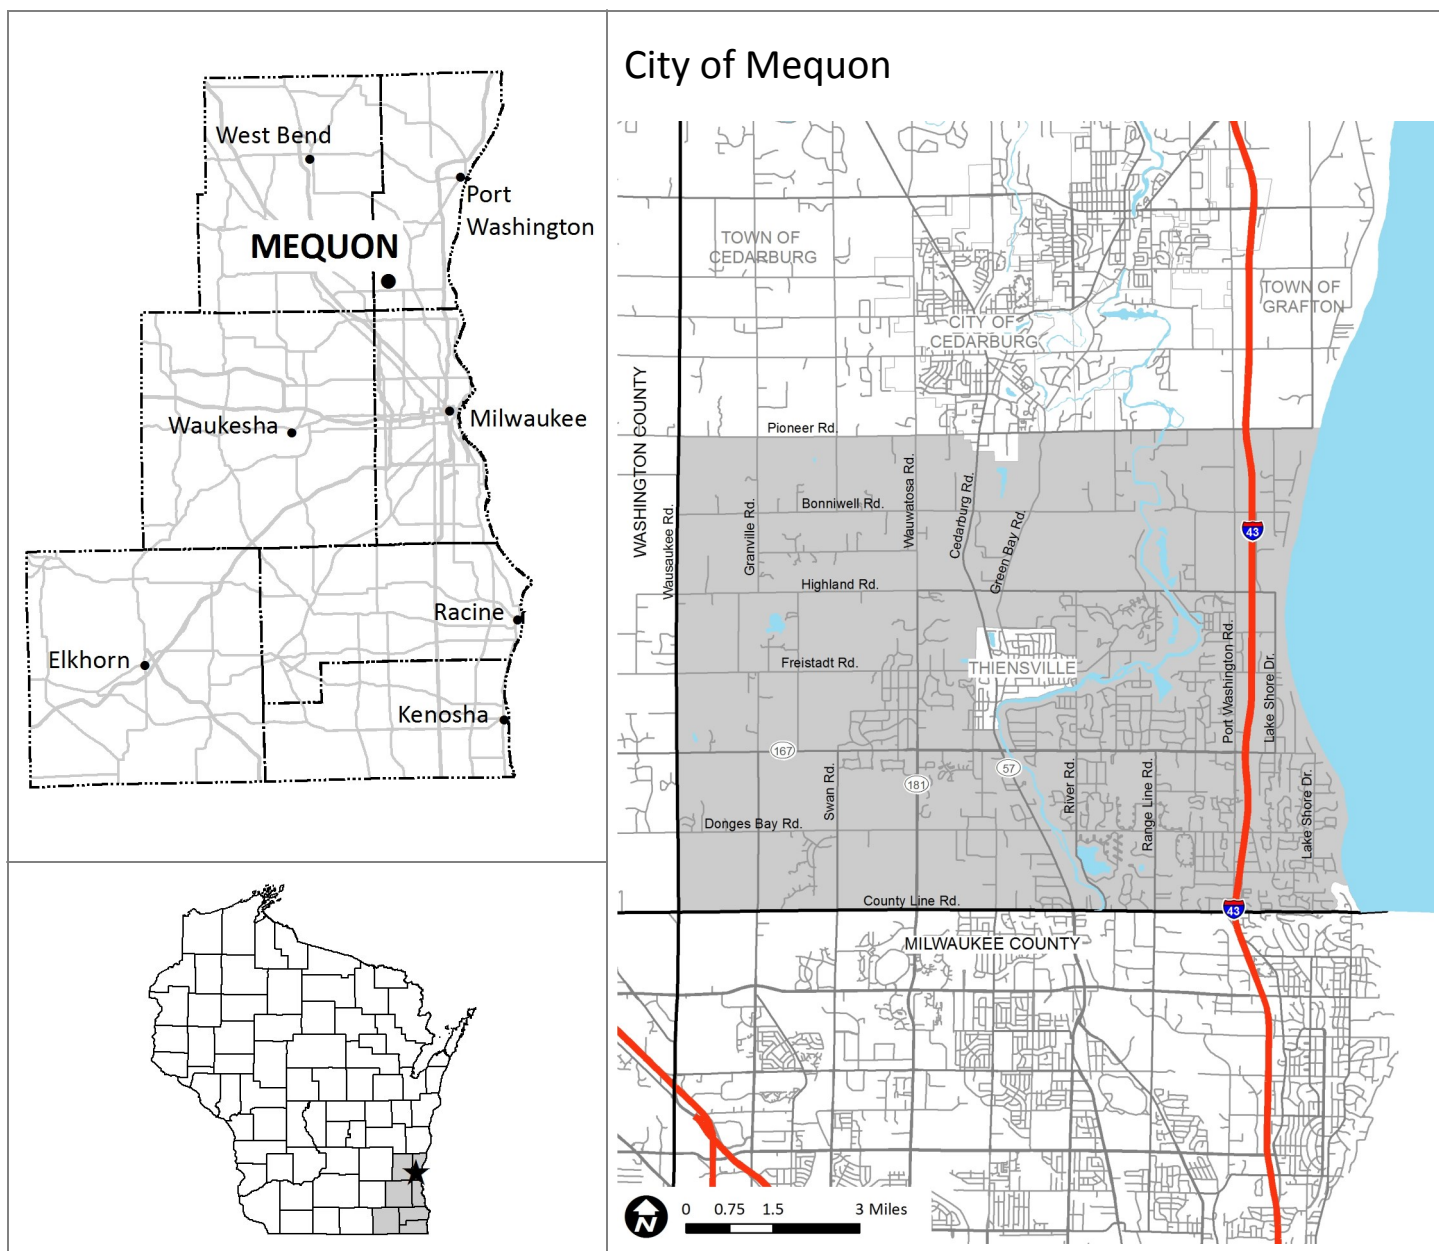 West Bend
Port
Washington
MEQUON
Waukesha
Milwaukee
Racine
Elkhorn
Kenosha
City of Mequon
TOWN OF
CEDARBURG
TOWN OF
GRAFTON
CITY OF
CEDARBURG
WASHINGTON COUNTY
Pioneer Rd.
Wausaukee Rd.
Granville Rd.
Bonniwell Rd.
Wauwatosa Rd.
Cedarburg Rd.
Green Bay Rd.
43
Highland Rd.
Freistadt Rd.
THIENSVILLE
Port Washington Rd.
Lake Shore Dr.
167
Swan Rd.
181
57
River Rd.
Range Line Rd.
Lake Shore Dr.
Donges Bay Rd.
County Line Rd.
43
MILWAUKEE COUNTY
N
0 0.75 1.5 3 Miles